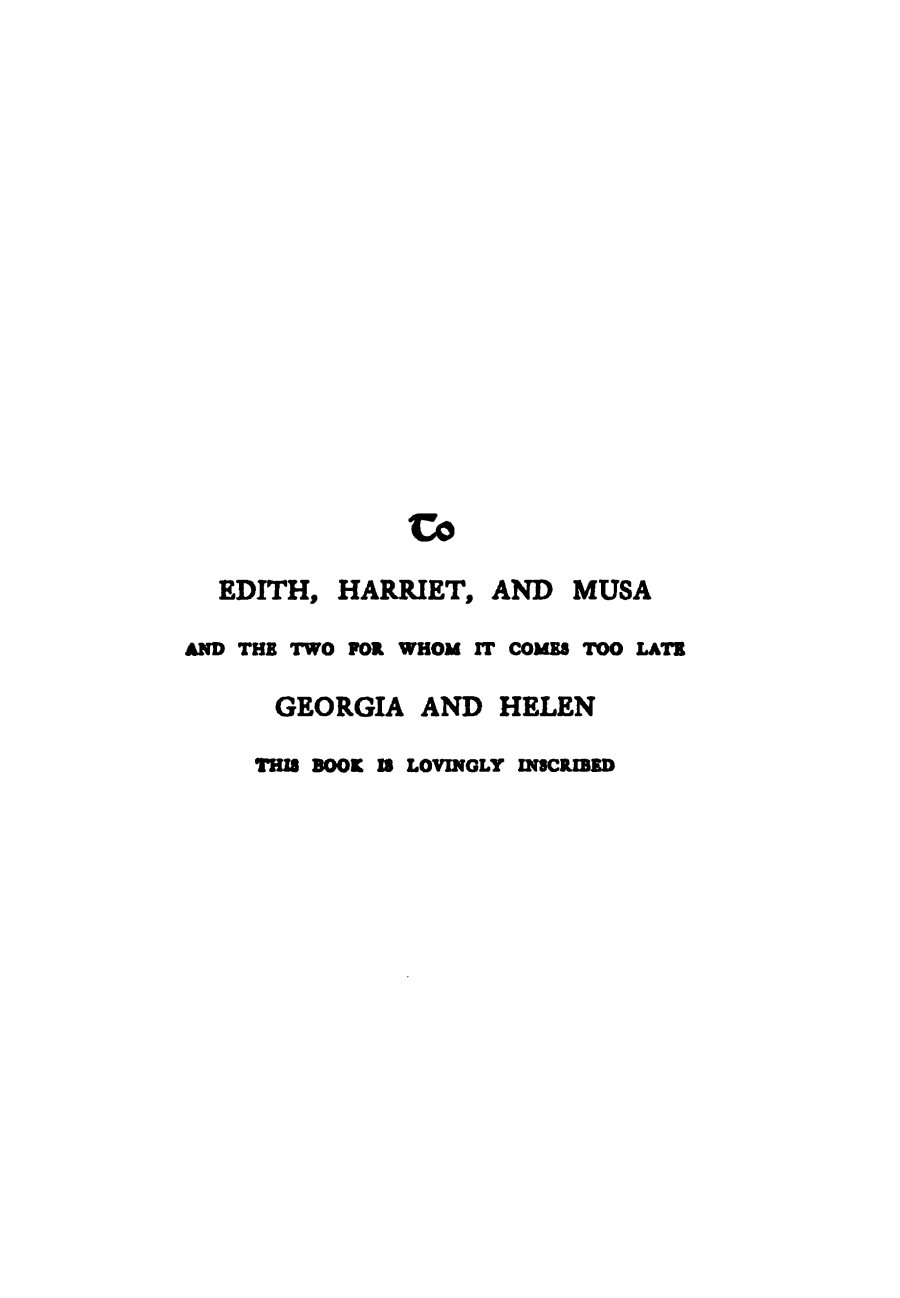 To
EDITH, HARRIET, AND MUSA
AND THE TWO FOR WHOM IT COMES TOO LATE
GEORGIA AND HELEN
THIS BOOK IS LOVINGLY INSCRIBED